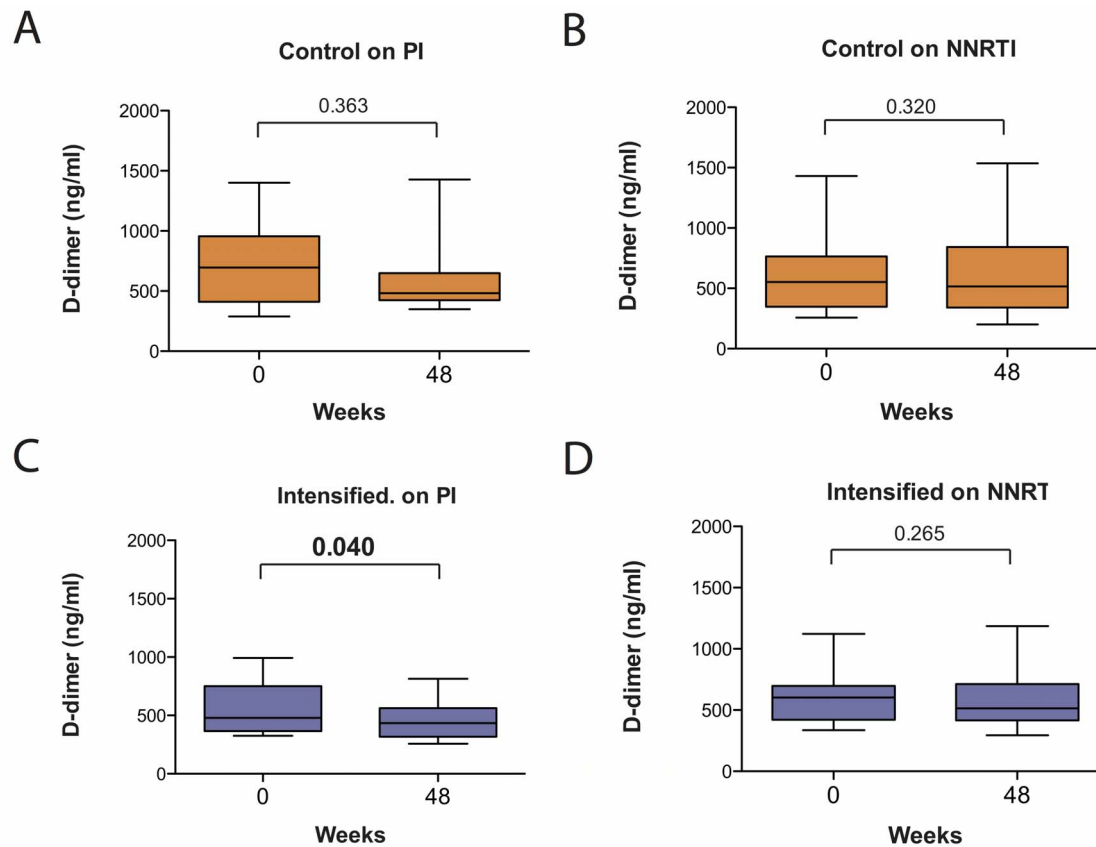 A
Control on PI
0.363
2000
1500
1000
500
0
D-dimer (ng/ml)
0
48
Weeks
B
Control on NNRTI
0.320
2000
1500
1000
500
0
D-dimer (ng/ml)
0
48
Weeks
C
Intensified. on PI
0.040
2000
1500
1000
500
0
D-dimer (ng/ml)
0
48
Weeks
D
Intensified on NNRT
0.265
2000
1500
1000
500
0
D-dimer (ng/ml)
0
48
Weeks